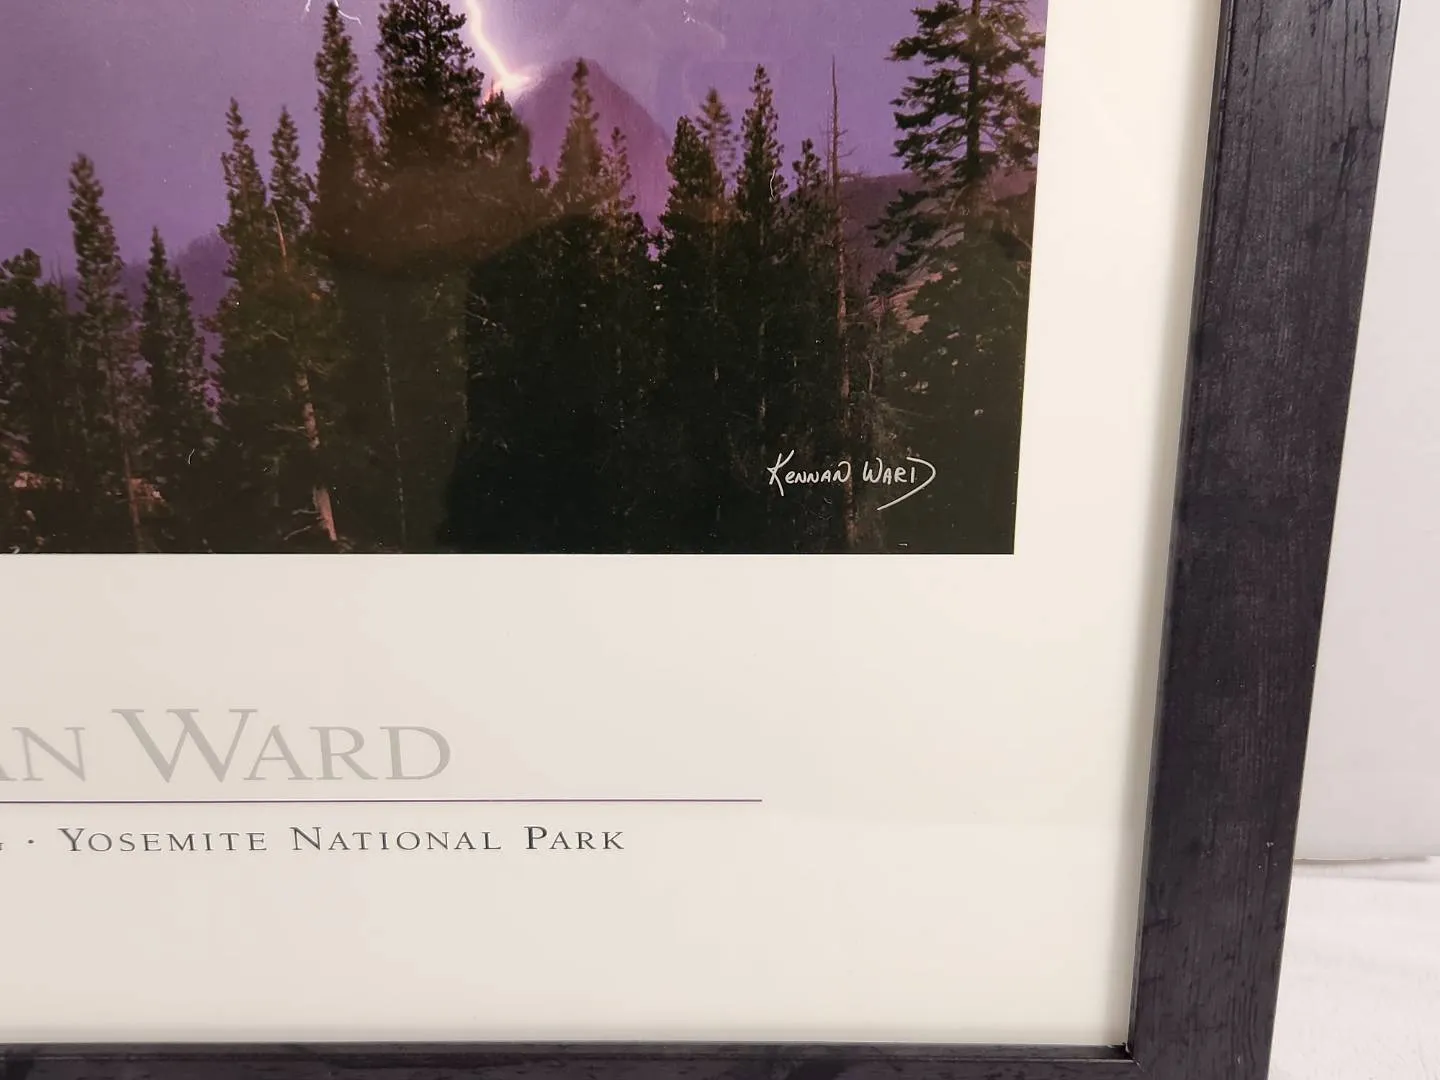 Kennan Ward
an Ward
· Yosemite National Park